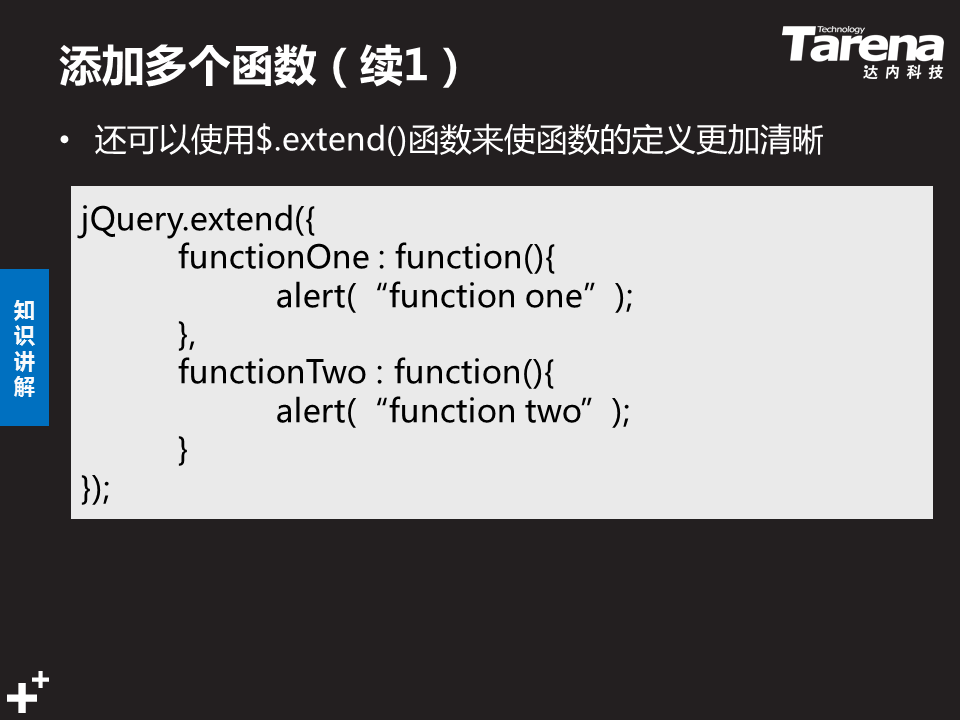 添加多个函数（续1）
Technology
Tarena
达内科技
• 还可以使用$.extend()函数来使函数的定义更加清晰
jQuery.extend({
functionOne : function(){
alert(“function one”);
},
functionTwo : function(){
alert(“function two”);
}
});
知识讲解